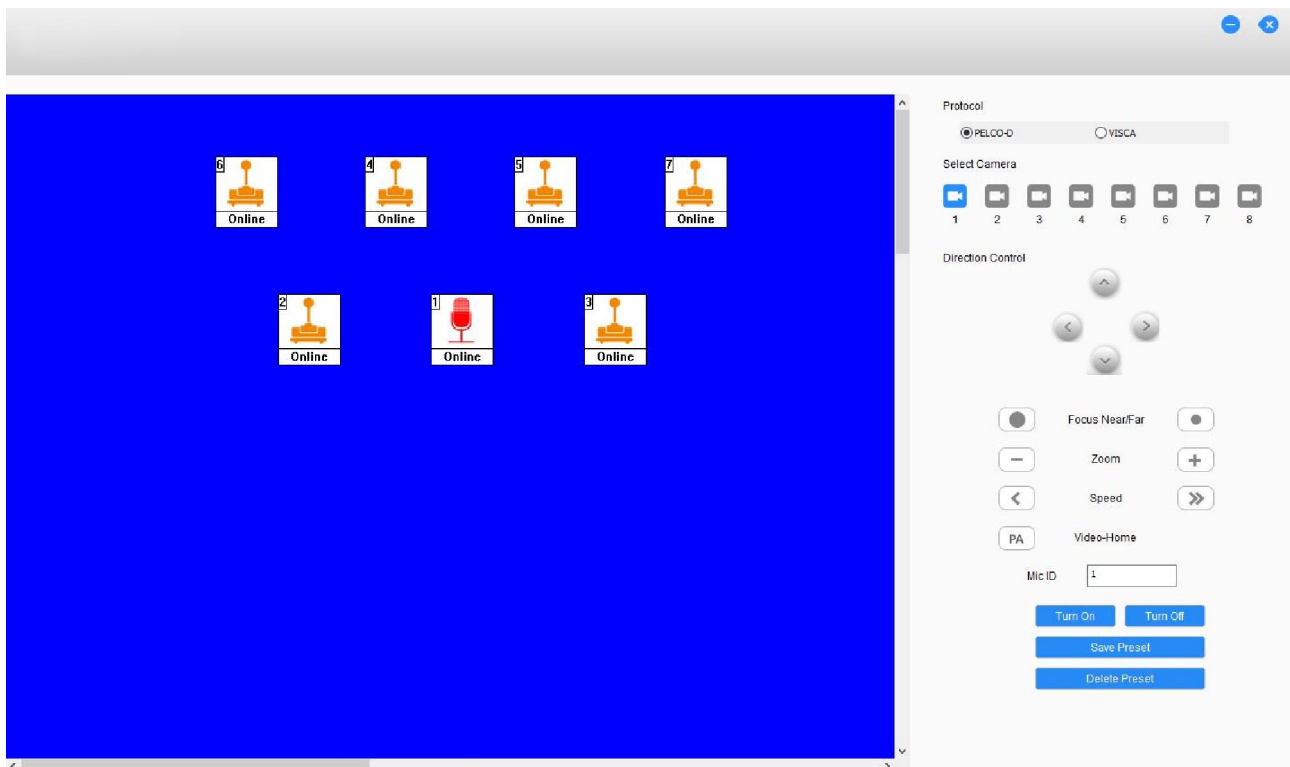 6
4
5
7
Online
Online
Online
Online
2
1
3
Online
Online
Online
Protocol
PELCO-D VISCA
Select Camera
1 2 3 4 5 6 7 8
Direction Control
Focus Near/Far
Zoom
Speed
PA Video-Home
Mic ID 1
Turn On Turn Off
Save Preset
Delete Preset